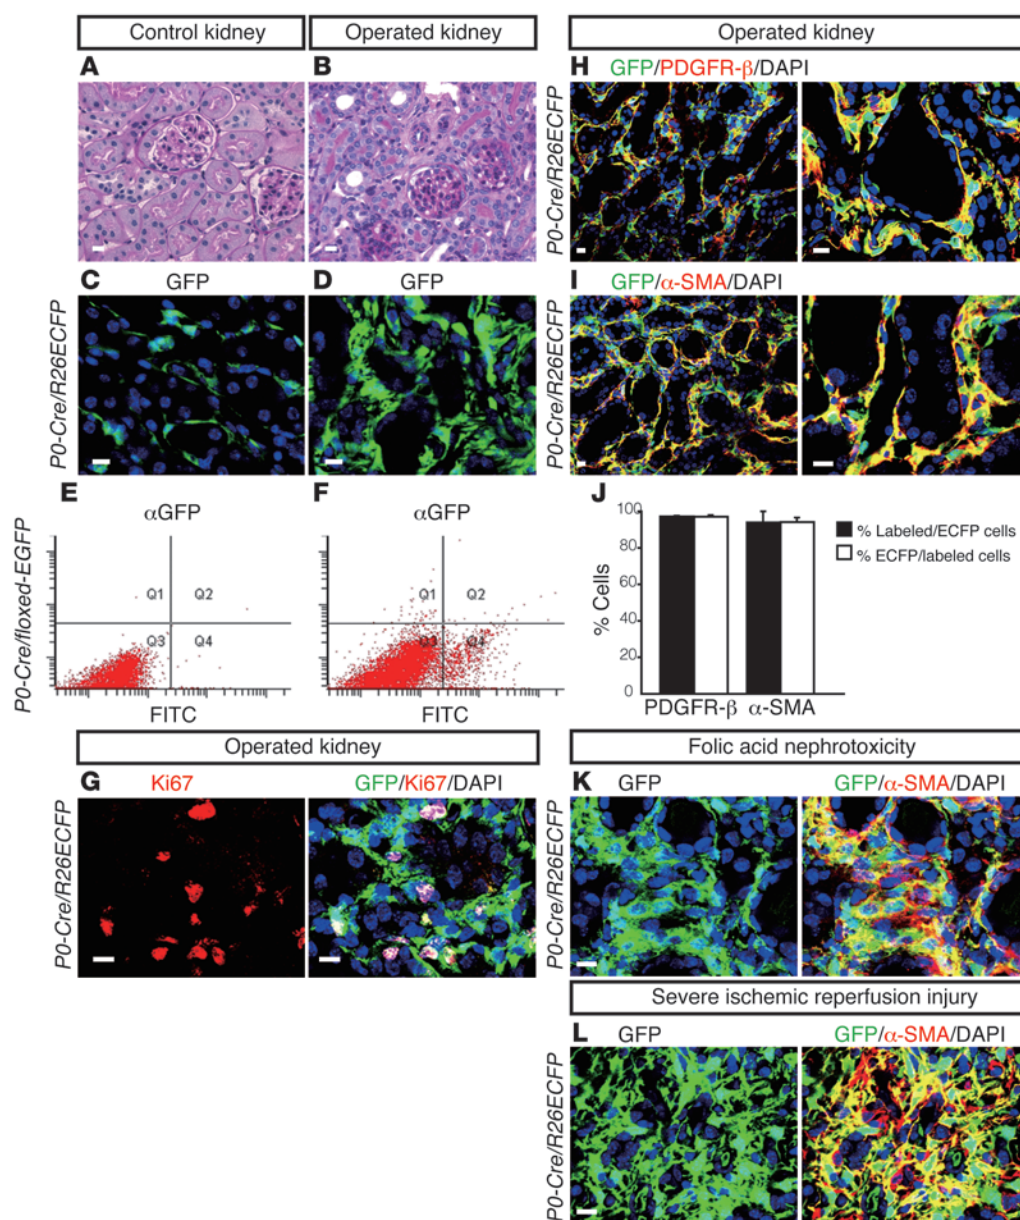 Control kidney
Operated kidney
A
B
P0-Cre/R26ECFP
C
GFP
D
GFP
P0-Cre/floxed-EGFP
E
αGFP
Q1
Q2
Q3
Q4
FITC
F
αGFP
Q1
Q2
Q3
Q4
FITC
Operated kidney
P0-Cre/R26ECFP
G
Ki67
GFP/Ki67/DAPI
Operated kidney
P0-Cre/R26ECFP
H
GFP/PDGFR-β/DAPI
P0-Cre/R26ECFP
I
GFP/α-SMA/DAPI
J
% Cells
100
80
60
40
20
0
PDGFR-β
α-SMA
% Labeled/ECFP cells
% ECFP/labeled cells
Folic acid nephrotoxicity
P0-Cre/R26ECFP
K
GFP
GFP/α-SMA/DAPI
Severe ischemic reperfusion injury
P0-Cre/R26ECFP
L
GFP
GFP/α-SMA/DAPI